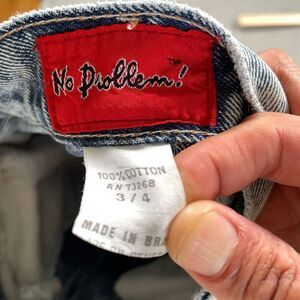 No Problem!
100% COTTON
RN 73268
3/4
MADE IN BRA